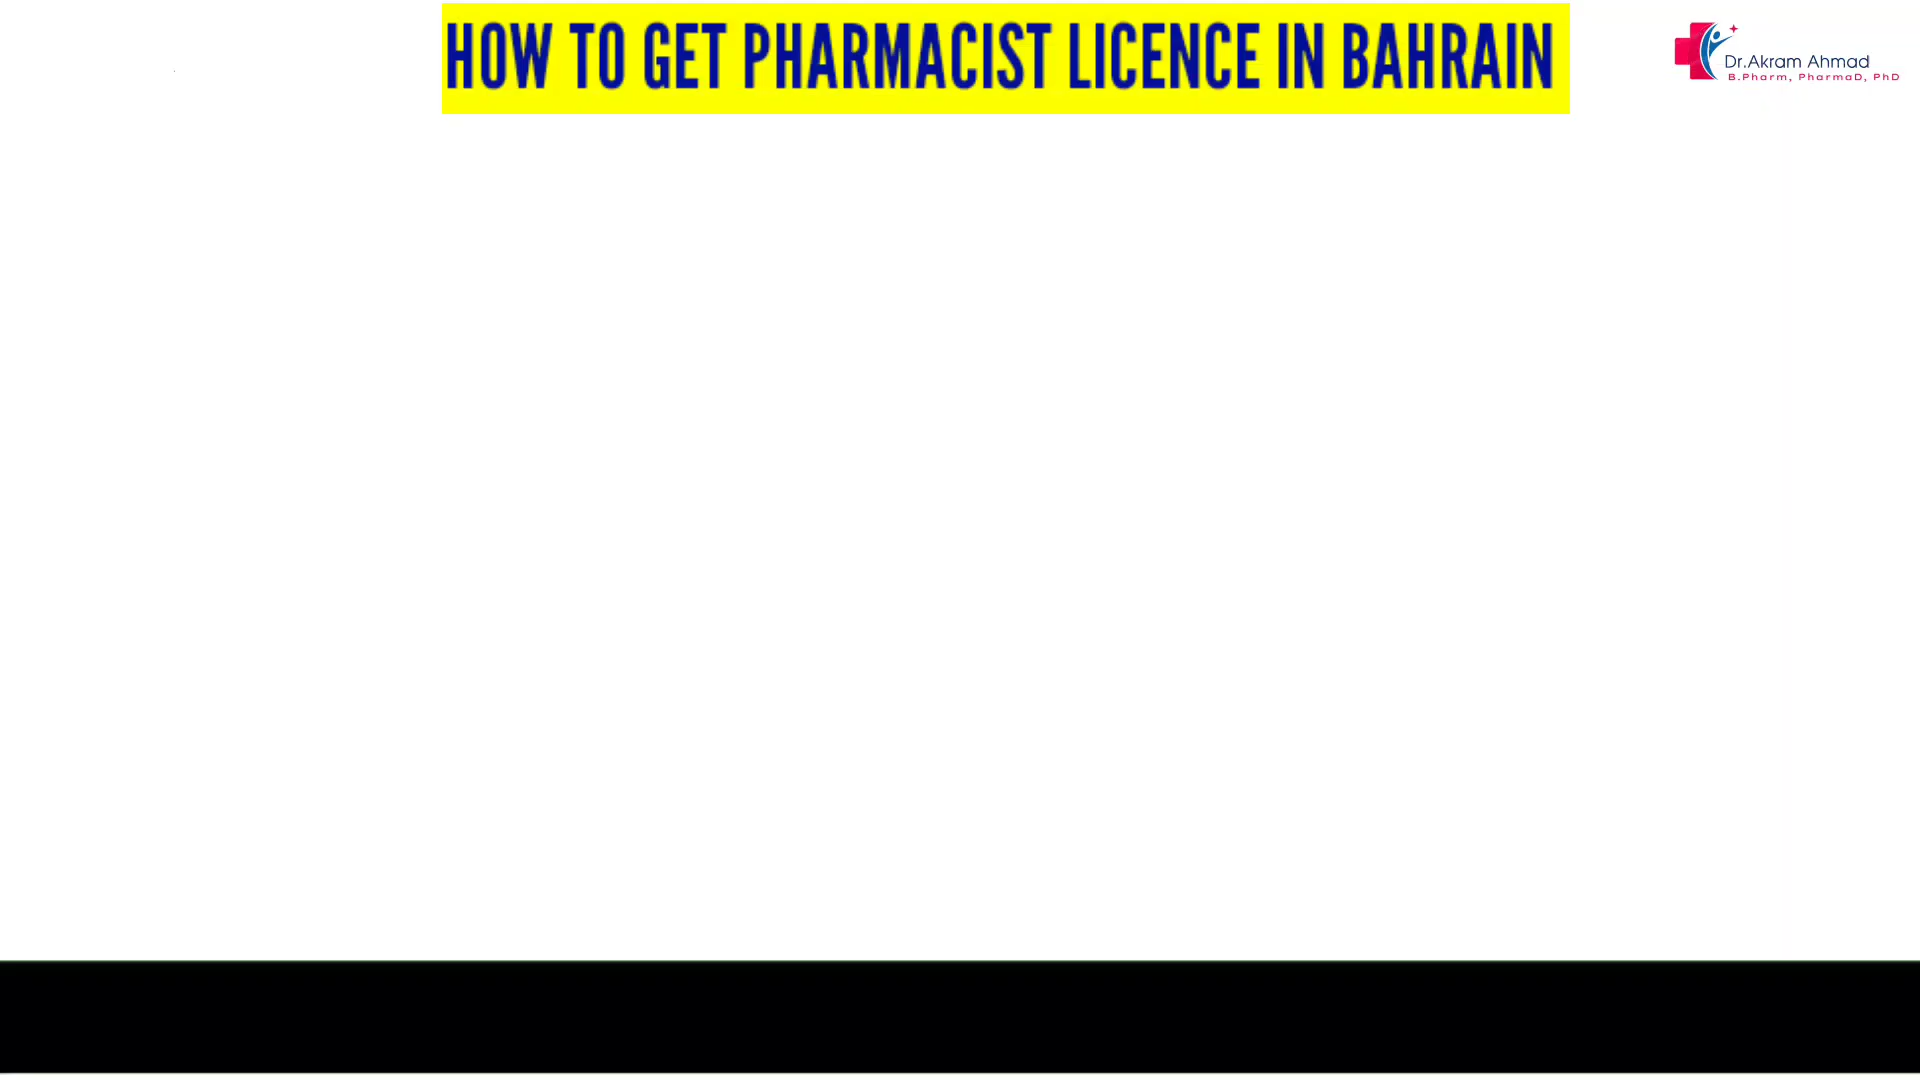 HOW TO GET PHARMACIST LICENCE IN BAHRAIN
Dr.Akram Ahmad
B.Pharm, PharmaD, PhD